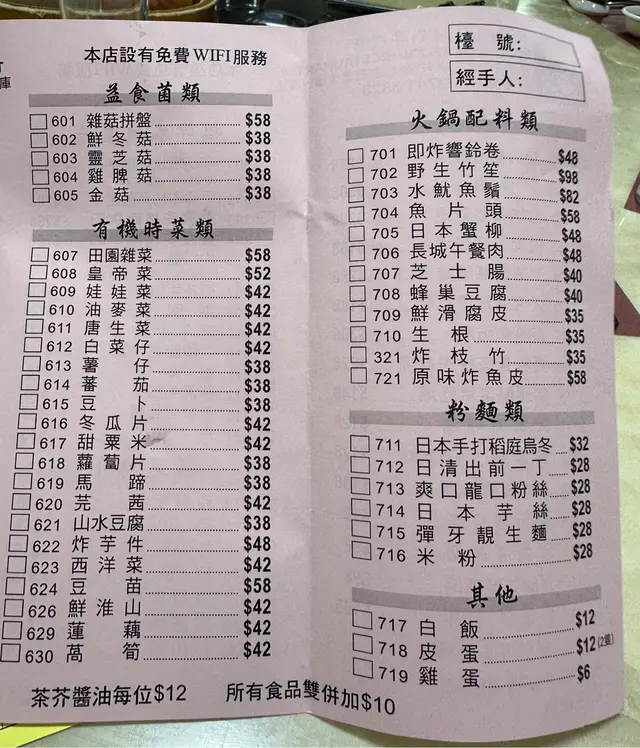 本店設有免費WIFI服務
庫
益食菌類
601 雜菇拼盤 $58
602 鮮冬菇 $38
603 靈芝菇 $38
604 雞脾菇 $38
605 金菇 $38
有機時菜類
607 田園雜菜 $58
608 皇帝菜 $52
609 娃娃菜 $42
610 油麥菜 $42
611 唐生菜 $42
612 白菜仔 $42
613 薯仔 $38
614 蕃茄 $38
615 豆卜 $38
616 冬瓜片 $42
617 甜粟米 $42
618 蘿蔔片 $38
619 馬蹄 $38
620 芫茜 $42
621 山水豆腐 $38
622 炸芋件 $48
623 西洋菜 $42
624 豆苗 $58
626 鮮淮山 $42
629 蓮藕 $42
630 萵筍 $42
茶芥醬油每位$12
檯號:
經手人:
火鍋配料類
701 即炸響鈴卷 $48
702 野生竹笙 $98
703 水魷魚鬚 $82
704 魚片頭 $58
705 日本蟹柳 $48
706 長城午餐肉 $48
707 芝士腸 $40
708 蜂巢豆腐 $40
709 鮮滑腐皮 $35
710 生根 $35
321 炸枝竹 $35
721 原味炸魚皮 $58
粉麵類
711 日本手打稻庭烏冬 $32
712 日清出前一丁 $28
713 爽口龍口粉絲 $28
714 日本芋絲 $28
715 彈牙靚生麵 $28
716 米粉 $28
其他
717 白飯 $12
718 皮蛋 $12(2隻)
719 雞蛋 $6
所有食品雙併加$10